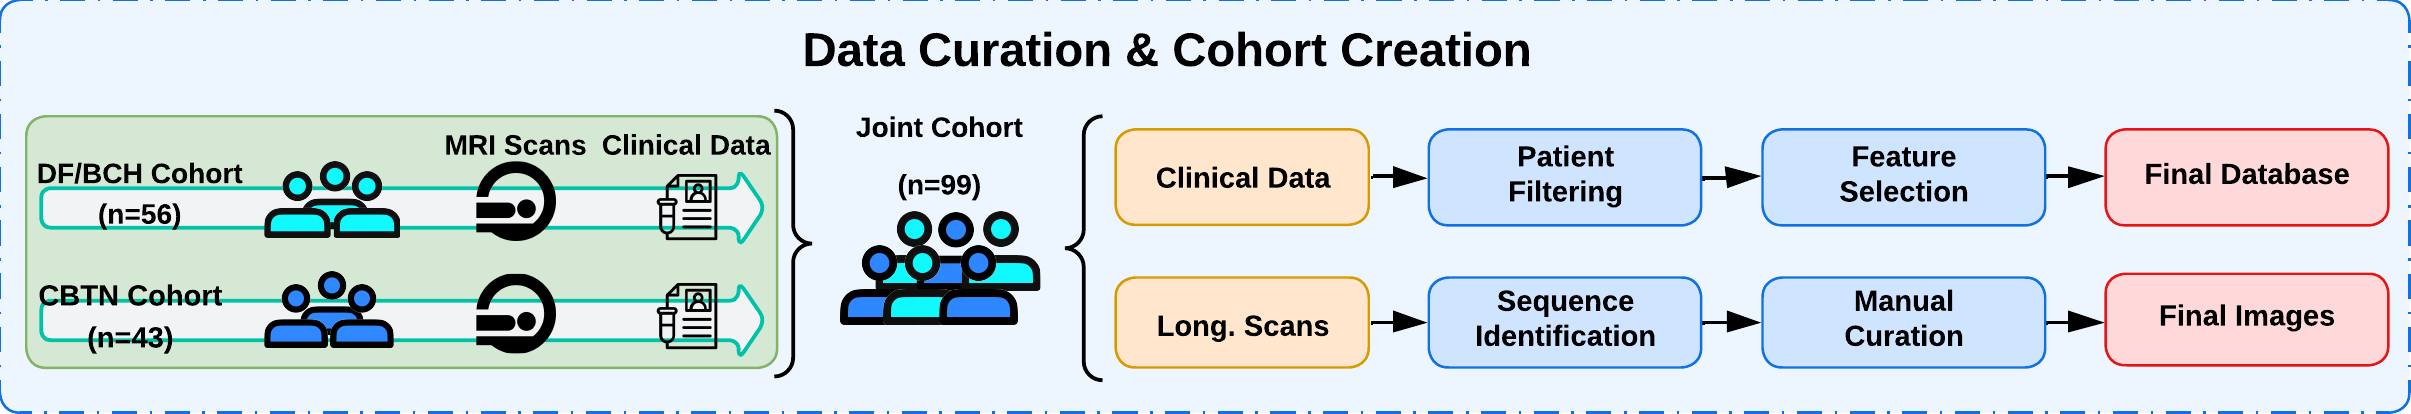 Data Curation & Cohort Creation
MRI Scans
Clinical Data
DF/BCH Cohort
(n=56)
CBTN Cohort
(n=43)
Joint Cohort
(n=99)
Clinical Data
Patient
Filtering
Feature
Selection
Final Database
Long. Scans
Sequence
Identification
Manual
Curation
Final Images